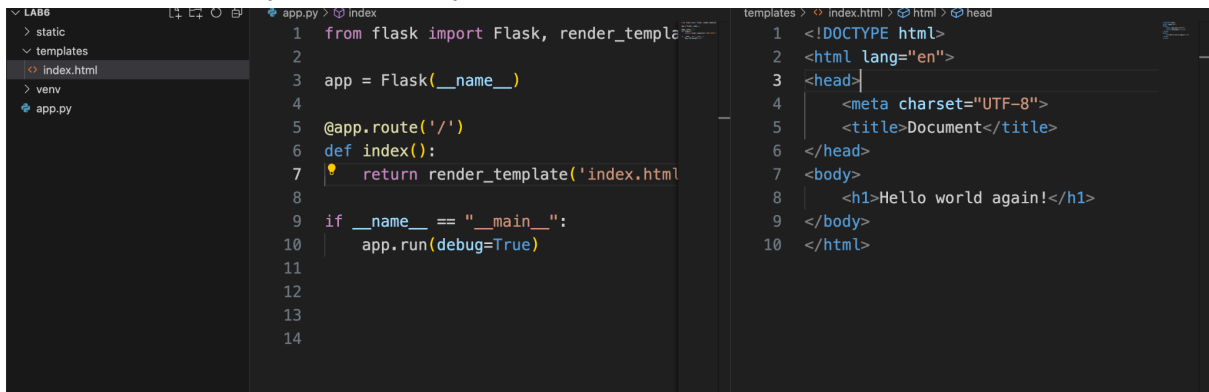 LAB6
static
templates
index.html
venv
app.py
app.py > index
1 from flask import Flask, render_templa
2
3 app = Flask(__name__)
4
5 @app.route('/')
6 def index():
7 return render_template('index.html
8
9 if __name__ == "__main__":
10 app.run(debug=True)
11
12
13
14
templates > index.html > html > head
1 <!DOCTYPE html>
2 <html lang="en">
3 <head>
4 <meta charset="UTF-8">
5 <title>Document</title>
6 </head>
7 <body>
8 <h1>Hello world again!</h1>
9 </body>
10 </html>